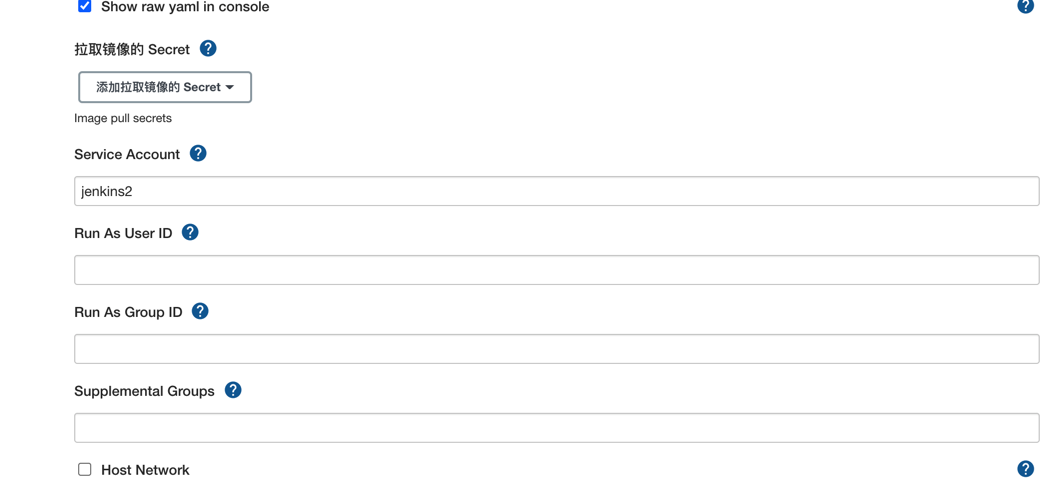 Show raw yaml in console
拉取镜像的 Secret
添加拉取镜像的 Secret
Image pull secrets
Service Account
jenkins2
Run As User ID
Run As Group ID
Supplemental Groups
Host Network